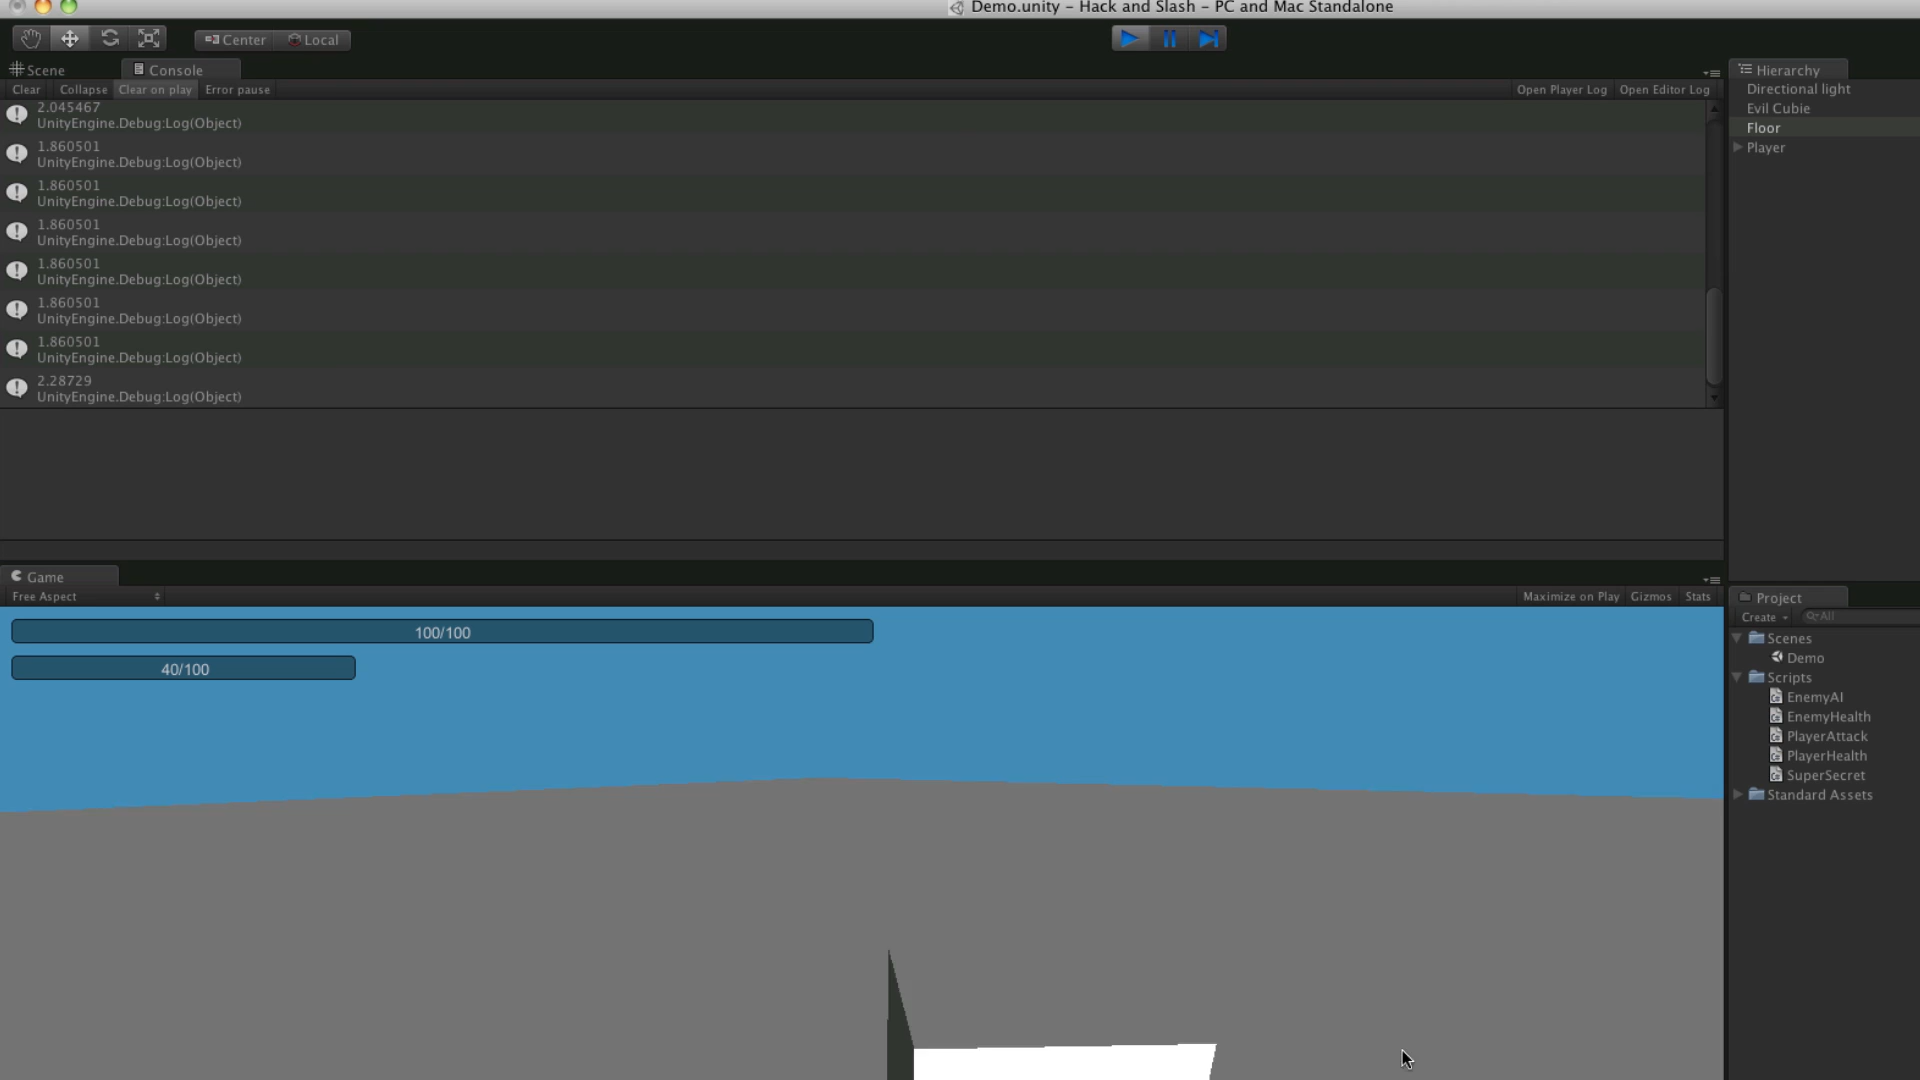 Demo.unity - Hack and Slash - PC and Mac Standalone
Center Local
Scene Console
Clear Collapse Clear on play Error pause Open Player Log Open Editor Log
2.045467
UnityEngine.Debug:Log(Object)
1.860501
UnityEngine.Debug:Log(Object)
1.860501
UnityEngine.Debug:Log(Object)
1.860501
UnityEngine.Debug:Log(Object)
1.860501
UnityEngine.Debug:Log(Object)
1.860501
UnityEngine.Debug:Log(Object)
1.860501
UnityEngine.Debug:Log(Object)
2.28729
UnityEngine.Debug:Log(Object)
Hierarchy
Directional light
Evil Cubie
Floor
Player
Game
Free Aspect Maximize on Play Gizmos Stats
100/100
40/100
Project
Create All
Scenes
Demo
Scripts
EnemyAI
EnemyHealth
PlayerAttack
PlayerHealth
SuperSecret
Standard Assets